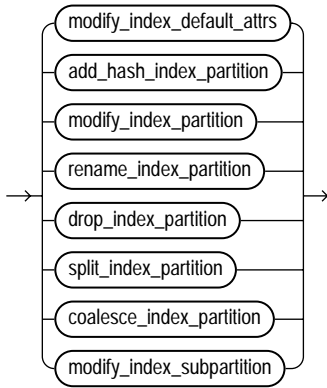 modify_index_default_attrs
add_hash_index_partition
modify_index_partition
rename_index_partition
drop_index_partition
split_index_partition
coalesce_index_partition
modify_index_subpartition